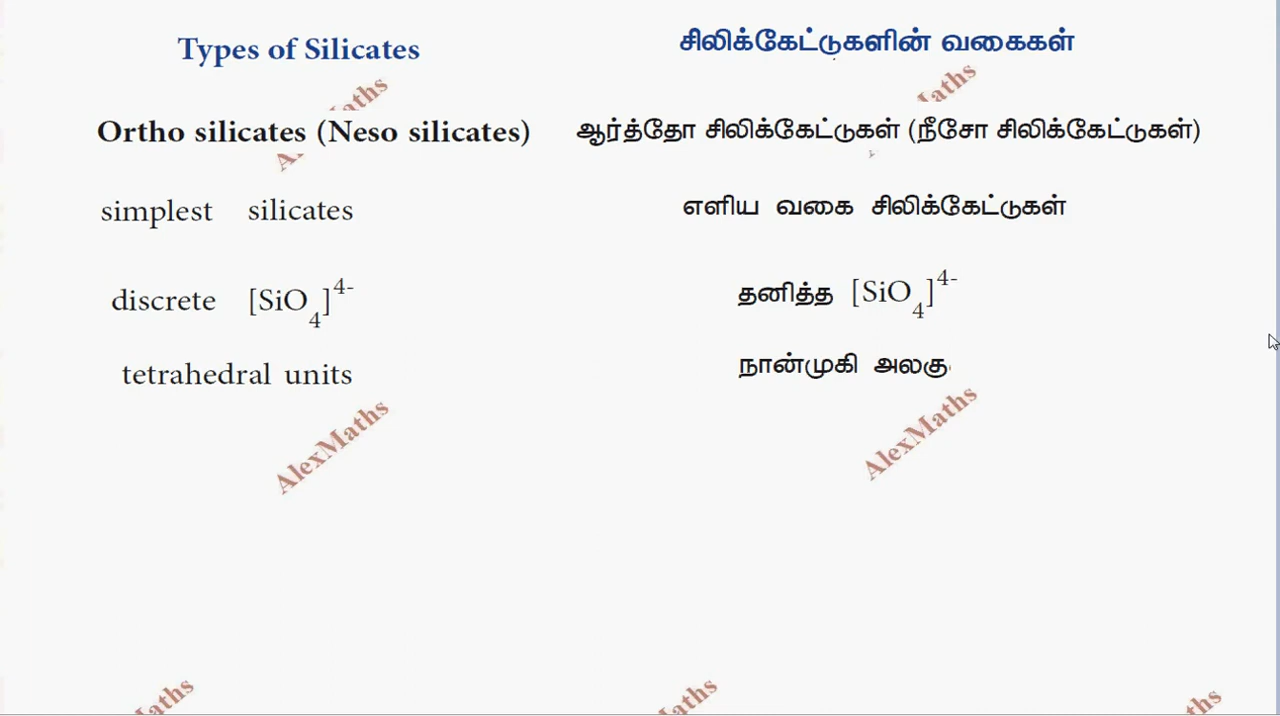 Types of Silicates
Ortho silicates (Neso silicates)
simplest silicates
discrete [SiO4]4-
tetrahedral units
சிலிக்கேட்டுகளின் வகைகள்
ஆர்த்தோ சிலிக்கேட்டுகள் (நீசோ சிலிக்கேட்டுகள்)
எளிய வகை சிலிக்கேட்டுகள்
தனித்த [SiO4]4-
நான்முகி அலகு
AlexMaths
AlexMaths